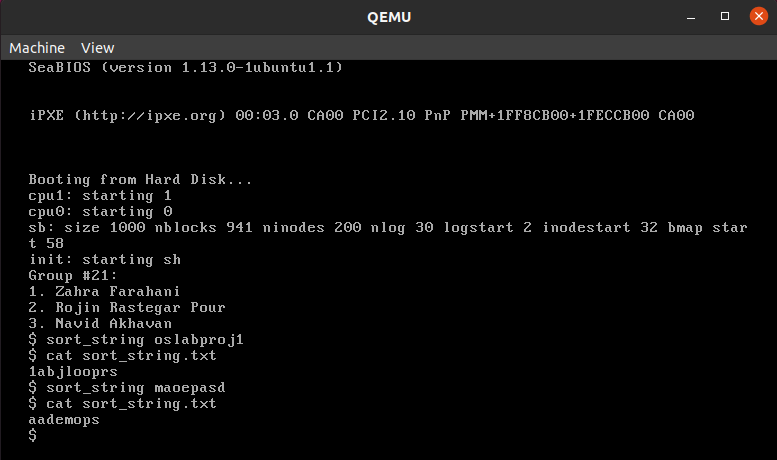 QEMU
Machine View
SeaBIOS (version 1.13.0-1ubuntu1.1)
iPXE (http://ipxe.org) 00:03.0 CA00 PCI2.10 PnP PMM+1FF8CB00+1FECCB00 CA00
Booting from Hard Disk...
cpu1: starting 1
cpu0: starting 0
sb: size 1000 nblocks 941 ninodes 200 nlog 30 logstart 2 inodestart 32 bmap star
t 58
init: starting sh
Group #21:
1. Zahra Farahani
2. Rojin Rastegar Pour
3. Navid Akhavan
$ sort_string oslabproj1
$ cat sort_string.txt
1abjlooprs
$ sort_string maoepasd
$ cat sort_string.txt
aademops
$